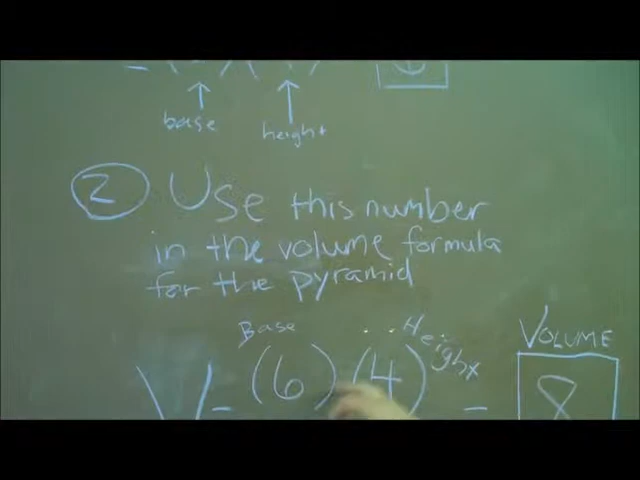 base height
2 Use this number
in the volume formula
for the pyramid
Base Height
VOLUME
V = (6) (4) = 8